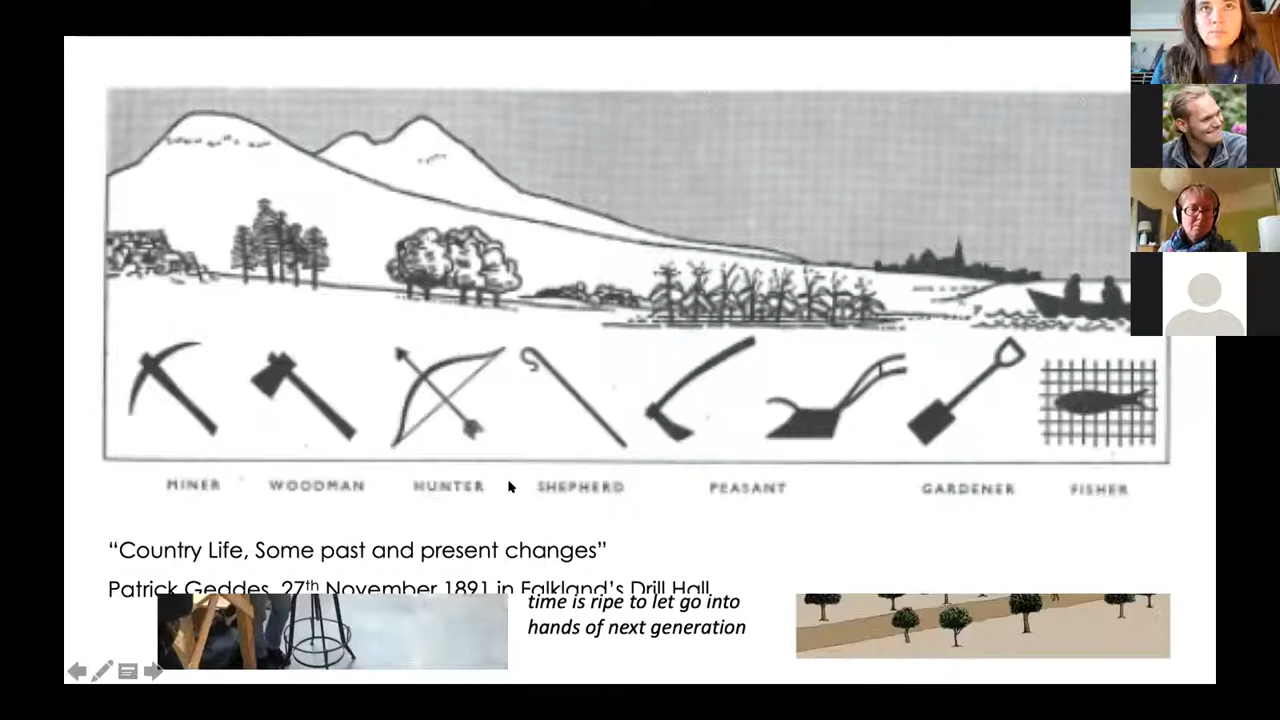 MINER WOODMAN HUNTER SHEPHERD PEASANT GARDENER FISHER
“Country Life, Some past and present changes”
Patrick Geddes, 27th November 1891 in Falkland’s Drill Hall
time is ripe to let go into
hands of next generation